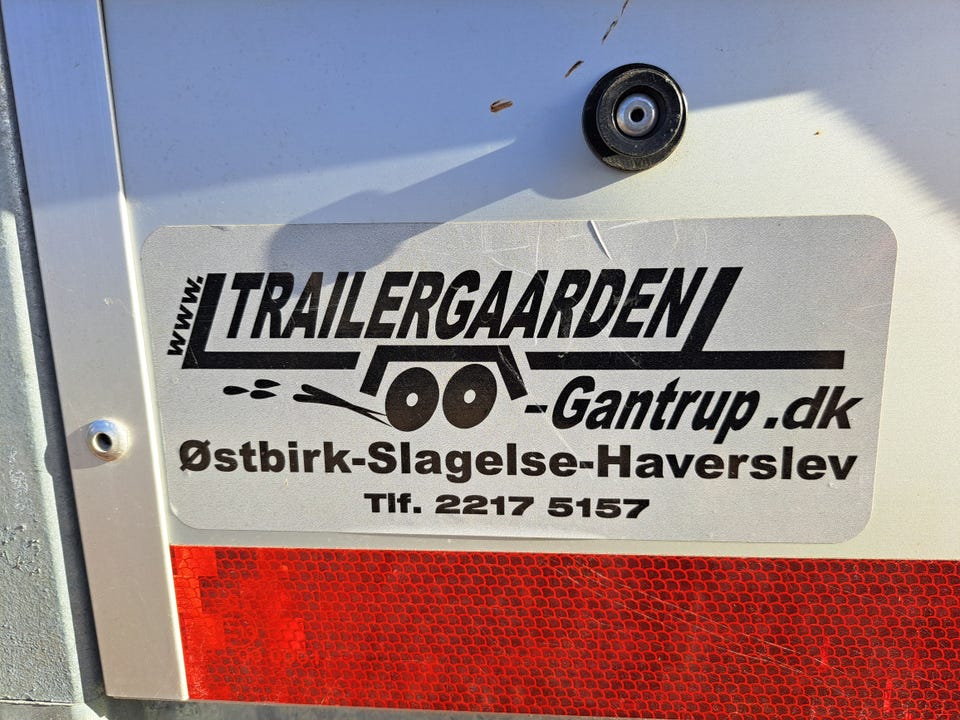 www.TRAILERGAARDEN
-Gantrup.dk
Østbirk-Slagelse-Haverslev
Tlf. 2217 5157